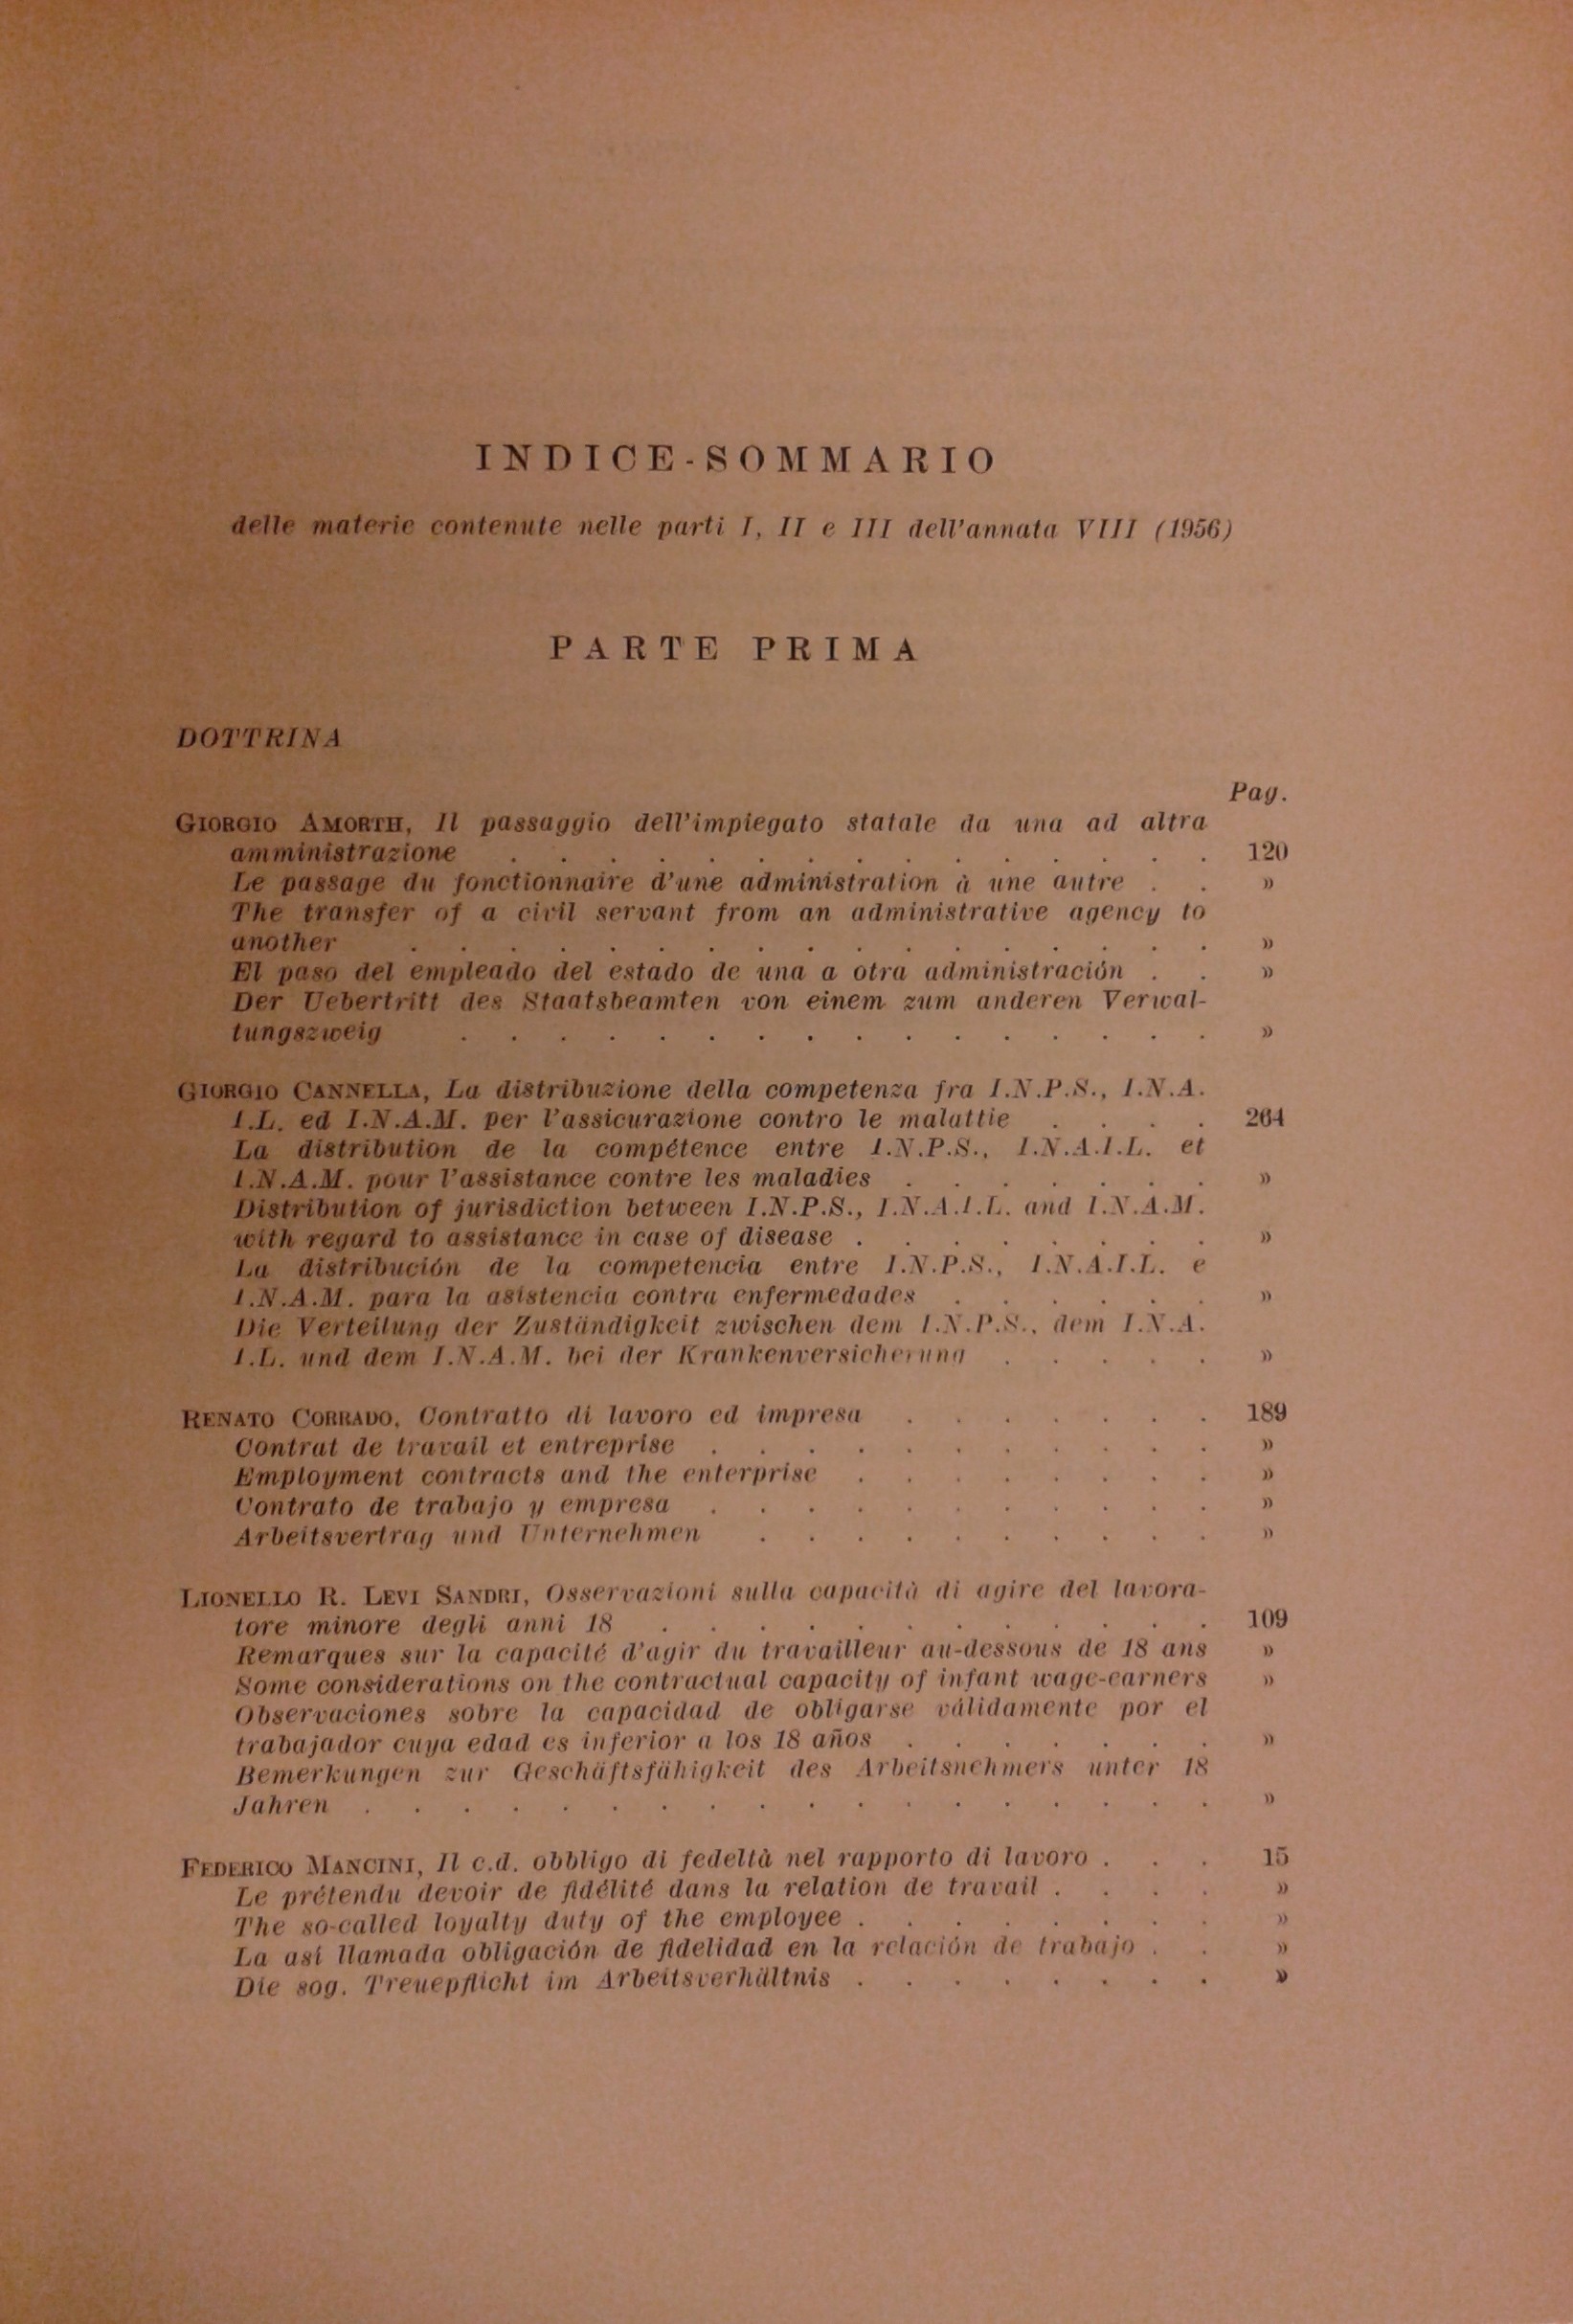 INDICE-SOMMARIO
delle materie contenute nelle parti I, II e III dell'annata VIII (1956)
PARTE PRIMA
DOTTRINA
Pag.
GIORGIO AMORTH, Il passaggio dell'impiegato statale da una ad altra
amministrazione . . . . . . . . . . . . . . . 120
Le passage du fonctionnaire d'une administration à une autre . . »
The transfer of a civil servant from an administrative agency to
another . . . . . . . . . . . . . . . . . »
El paso del empleado del estado de una a otra administración . . »
Der Uebertritt des Staatsbeamten von einem zum anderen Verwal-
tungszweig . . . . . . . . . . . . . . . . »
GIORGIO CANNELLA, La distribuzione della competenza fra I.N.P.S., I.N.A.
I.L. ed I.N.A.M. per l'assicurazione contro le malattie . . . . 264
La distribution de la compétence entre I.N.P.S., I.N.A.I.L. et
I.N.A.M. pour l'assistance contre les maladies . . . . . . . »
Distribution of jurisdiction between I.N.P.S., I.N.A.I.L. and I.N.A.M.
with regard to assistance in case of disease . . . . . . . . »
La distribución de la competencia entre I.N.P.S., I.N.A.I.L. e
I.N.A.M. para la asistencia contra enfermedades . . . . . . »
Die Verteilung der Zuständigkeit zwischen dem I.N.P.S., dem I.N.A.
I.L. und dem I.N.A.M. bei der Krankenversicherung . . . . . »
RENATO CORRADO, Contratto di lavoro ed impresa . . . . . . . 189
Contrat de travail et entreprise . . . . . . . . . . . »
Employment contracts and the enterprise . . . . . . . . »
Contrato de trabajo y empresa . . . . . . . . . . . »
Arbeitsvertrag und Unternehmen . . . . . . . . . . »
LIONELLO R. LEVI SANDRI, Osservazioni sulla capacità di agire del lavora-
tore minore degli anni 18 . . . . . . . . . . . . 109
Remarques sur la capacité d'agir du travailleur au-dessous de 18 ans »
Some considerations on the contractual capacity of infant wage-earners »
Observaciones sobre la capacidad de obligarse válidamente por el
trabajador cuya edad es inferior a los 18 años . . . . . . . »
Bemerkungen zur Geschäftsfähigkeit des Arbeitsnehmers unter 18
Jahren . . . . . . . . . . . . . . . . . . »
FEDERICO MANCINI, Il c.d. obbligo di fedeltà nel rapporto di lavoro . . . 15
Le prétendu devoir de fidélité dans la relation de travail . . . . »
The so-called loyalty duty of the employee . . . . . . . . »
La así llamada obligación de fidelidad en la relación de trabajo . . »
Die sog. Treuepflicht im Arbeitsverhältnis . . . . . . . . »